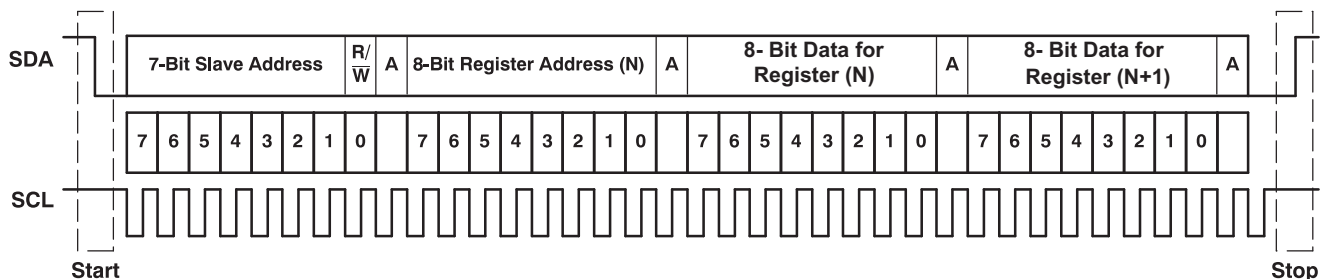 SDA
7-Bit Slave Address
R/
W
A
8-Bit Register Address (N)
A
8- Bit Data for
Register (N)
A
8- Bit Data for
Register (N+1)
A
7 6 5 4 3 2 1 0 7 6 5 4 3 2 1 0 7 6 5 4 3 2 1 0 7 6 5 4 3 2 1 0
SCL
Start
Stop